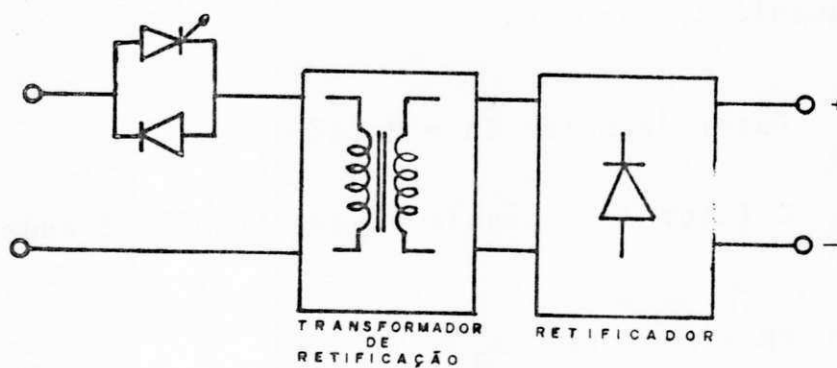 +
TRANSFORMADOR
DE
RETIFICAÇÃO
RETIFICADOR
−